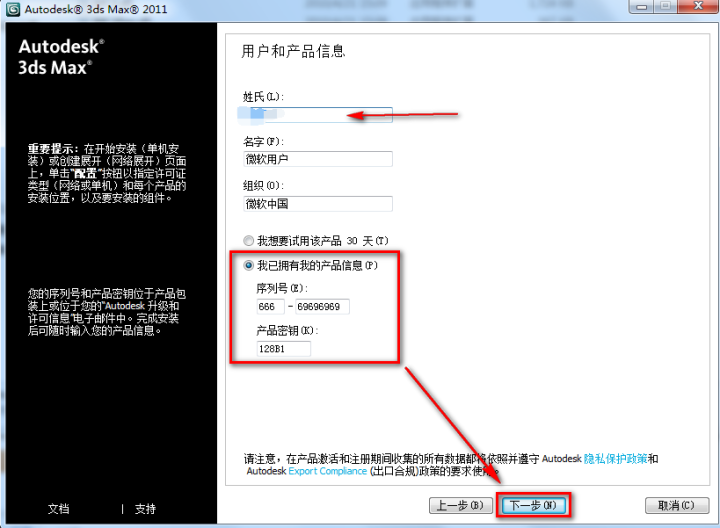 Autodesk® 3ds Max® 2011
Autodesk®
3ds Max®
重要提示：在开始安装（单机安
装）或创建展开（网络展开）页面
上，单击"配置"按钮以指定许可证
类型（网络或单机）和每个产品的
安装位置，以及要安装的组件。
您的序列号和产品密钥位于产品包
装上或位于您的"Autodesk 升级和
许可信息"电子邮件中。完成安装
后可随时输入您的产品信息。
文档 | 支持
用户和产品信息
姓氏(L):
名字(F):
微软用户
组织(O):
微软中国
我想要试用该产品 30 天(T)
我已拥有我的产品信息(P)
序列号(E):
666 - 69696969
产品密钥(K):
128B1
请注意，在产品激活和注册期间收集的所有数据都将依照并遵守 Autodesk 隐私保护政策和
Autodesk Export Compliance (出口合规)政策的要求使用。
上一步(B) 下一步(N) 取消(C)